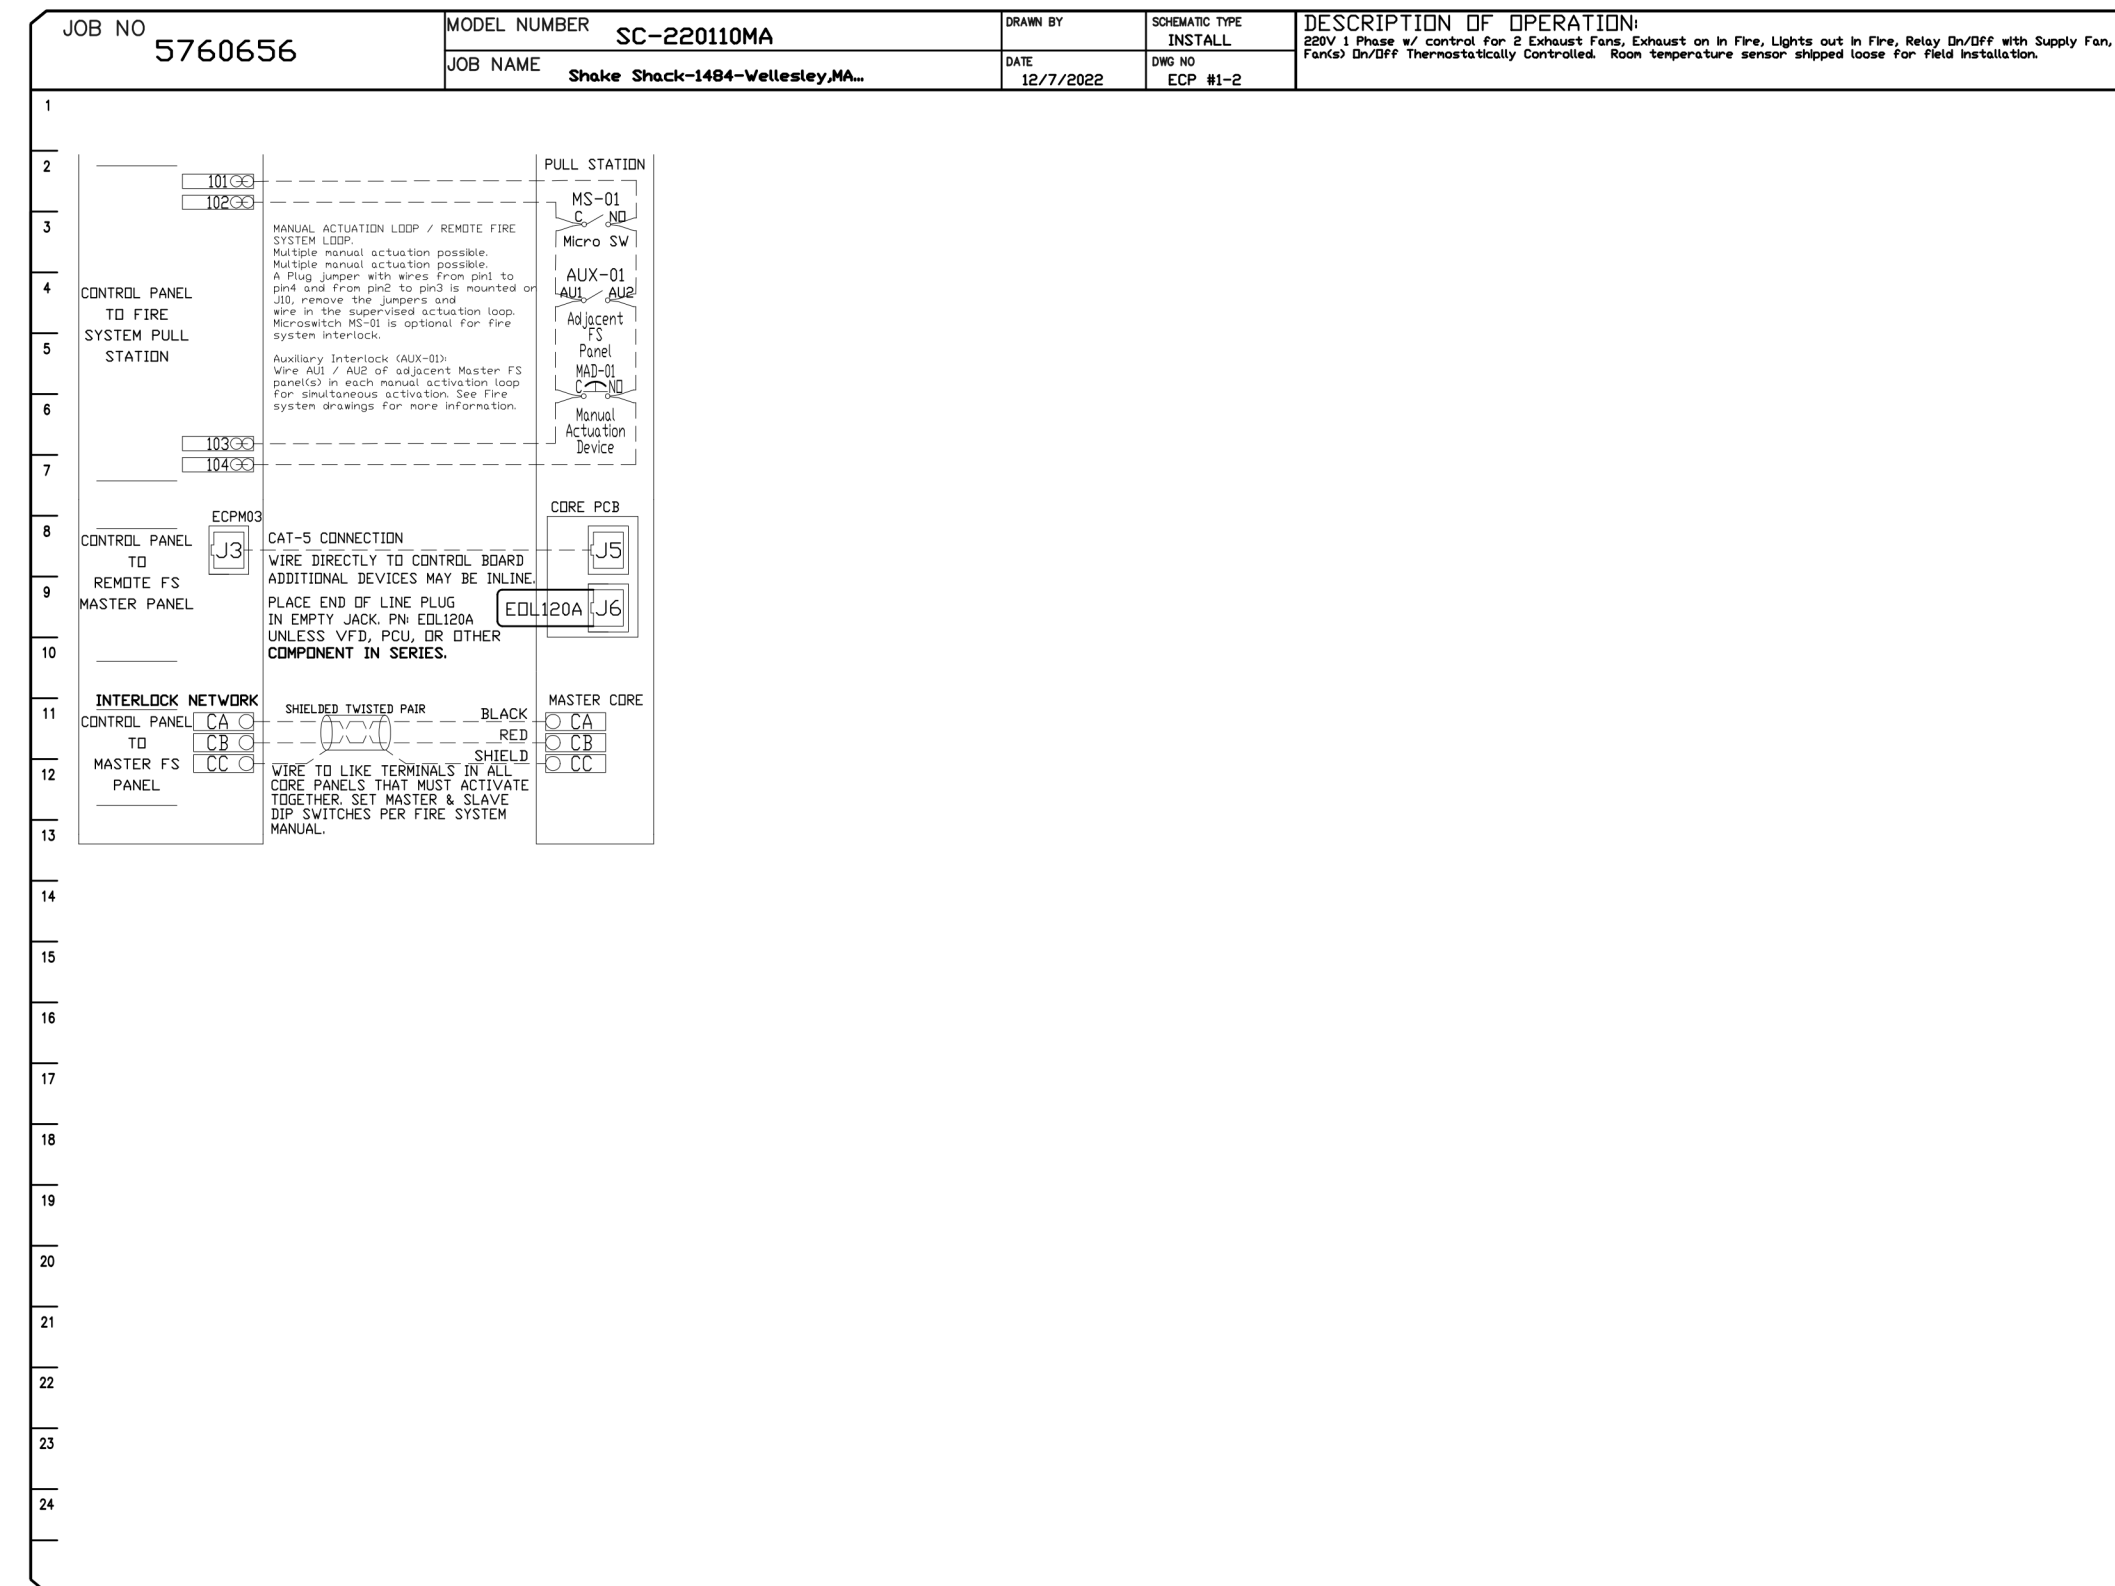 JOB NO
5760656
MODEL NUMBER
SC-220110MA
JOB NAME
Shake Shack-1484-Wellesley,MA...
DRAWN BY
DATE
12/7/2022
SCHEMATIC TYPE
INSTALL
DWG NO
ECP #1-2
DESCRIPTION OF OPERATION:
220V 1 Phase w/ control for 2 Exhaust Fans, Exhaust on in Fire, Lights out in Fire, Relay On/Off with Supply Fan,
Fan(s) On/Off Thermostatically Controlled. Room temperature sensor shipped loose for field installation.
1
2
3
4
5
6
7
8
9
10
11
12
13
14
15
16
17
18
19
20
21
22
23
24
CONTROL PANEL
TO FIRE
SYSTEM PULL
STATION
101
102
103
104
MANUAL ACTUATION LOOP / REMOTE FIRE
SYSTEM LOOP.
Multiple manual actuation possible.
Multiple manual actuation possible.
A Plug jumper with wires from pin1 to
pin4 and from pin2 to pin3 is mounted on
J10, remove the jumpers and
wire in the supervised actuation loop.
Microswitch MS-01 is optional for fire
system interlock.
Auxiliary Interlock (AUX-01):
Wire AU1 / AU2 of adjacent Master FS
panel(s) in each manual activation loop
for simultaneous activation. See Fire
system drawings for more information.
PULL STATION
MS-01
C NO
Micro SW
AUX-01
AU1 AU2
Adjacent
FS
Panel
MAD-01
C NO
Manual
Actuation
Device
CONTROL PANEL
TO
REMOTE FS
MASTER PANEL
ECPM03
J3
CAT-5 CONNECTION
WIRE DIRECTLY TO CONTROL BOARD
ADDITIONAL DEVICES MAY BE INLINE.
PLACE END OF LINE PLUG
IN EMPTY JACK. PN: EOL120A
UNLESS VFD, PCU, OR OTHER
COMPONENT IN SERIES.
CORE PCB
J5
EOL120A J6
INTERLOCK NETWORK
CONTROL PANEL
TO
MASTER FS
PANEL
CA
CB
CC
SHIELDED TWISTED PAIR
BLACK
RED
SHIELD
WIRE TO LIKE TERMINALS IN ALL
CORE PANELS THAT MUST ACTIVATE
TOGETHER. SET MASTER & SLAVE
DIP SWITCHES PER FIRE SYSTEM
MANUAL.
MASTER CORE
CA
CB
CC